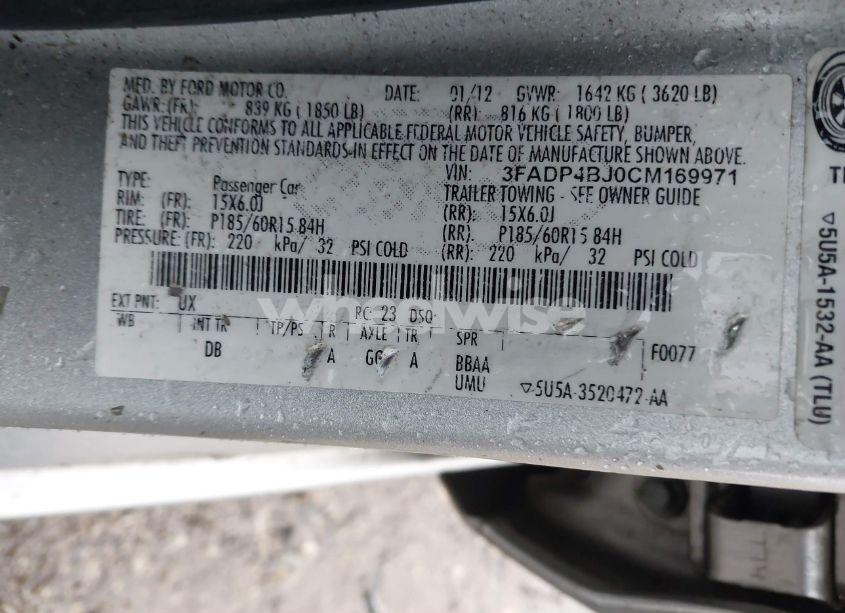 MFD. BY FORD MOTOR CO. DATE: 01/12 GVWR: 1642 KG ( 3620 LB)
GAWR: (FR): 839 KG ( 1850 LB) (RR): 816 KG ( 1800 LB)
THIS VEHICLE CONFORMS TO ALL APPLICABLE FEDERAL MOTOR VEHICLE SAFETY, BUMPER,
AND THEFT PREVENTION STANDARDS IN EFFECT ON THE DATE OF MANUFACTURE SHOWN ABOVE.
VIN: 3FADP4BJ0CM169971
TYPE: Passenger Car TRAILER TOWING - SEE OWNER GUIDE
RIM: (FR): 15X6.0J (RR): 15X6.0J
TIRE: (FR): P185/60R15 84H (RR): P185/60R15 84H
PRESSURE: (FR): 220 kPa/ 32 PSI COLD (RR): 220 kPa/ 32 PSI COLD
EXT PNT: UX RC: 23 DSO:
WB INT TR TP/PS R AXLE TR SPR
DB A GG A BBAA F0077
UMU ▽5U5A-3520472-AA
wheelwise
▽5U5A-1532-AA (TLU)
ALL